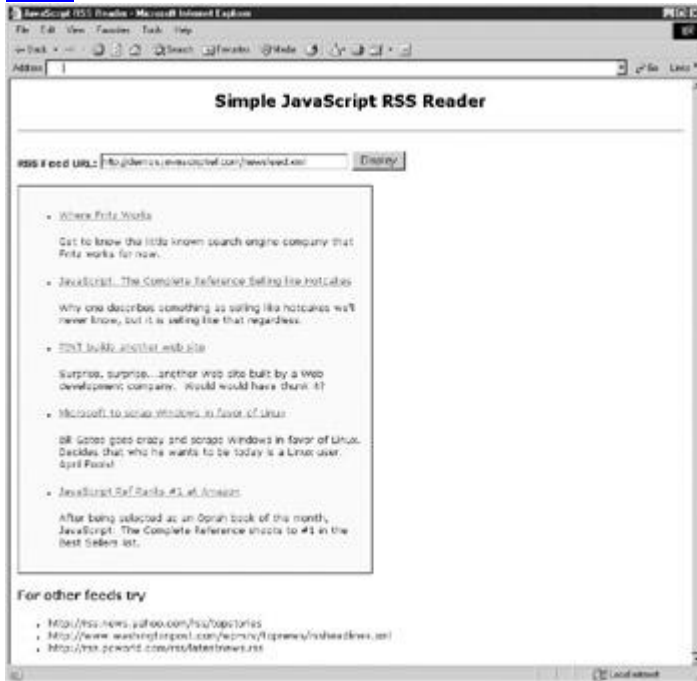 JavaScript RSS Reader - Microsoft Internet Explorer
File Edit View Favorites Tools Help
Back Search Favorites Media
Address Go Links
Simple JavaScript RSS Reader
RSS Feed URL: Display
Where Fritz Works
Get to know the little known search engine company that
Fritz works for now.
JavaScript: The Complete Reference Selling like Hotcakes
Why one describes something as selling like hotcakes we'll
never know, but it is selling like that regardless.
PINT builds another web site
Surprise, surprise...another web site built by a Web
development company. Would would have thunk it?
Microsoft to scrap Windows in favor of Linux
Bill Gates goes crazy and scraps Windows in favor of Linux.
Decides that who he wants to be today is a Linux user.
April Fools!
JavaScript Ref Ranks #1 at Amazon
After being selected as an Oprah book of the month,
JavaScript: The Complete Reference shoots to #1 in the
Best Sellers list.
For other feeds try
http://rss.news.yahoo.com/rss/topstories
http://www.washingtonpost.com/wp-srv/topnews/rssheadlines.xml
http://rss.pcworld.com/rss/latestnews.rss
Local intranet